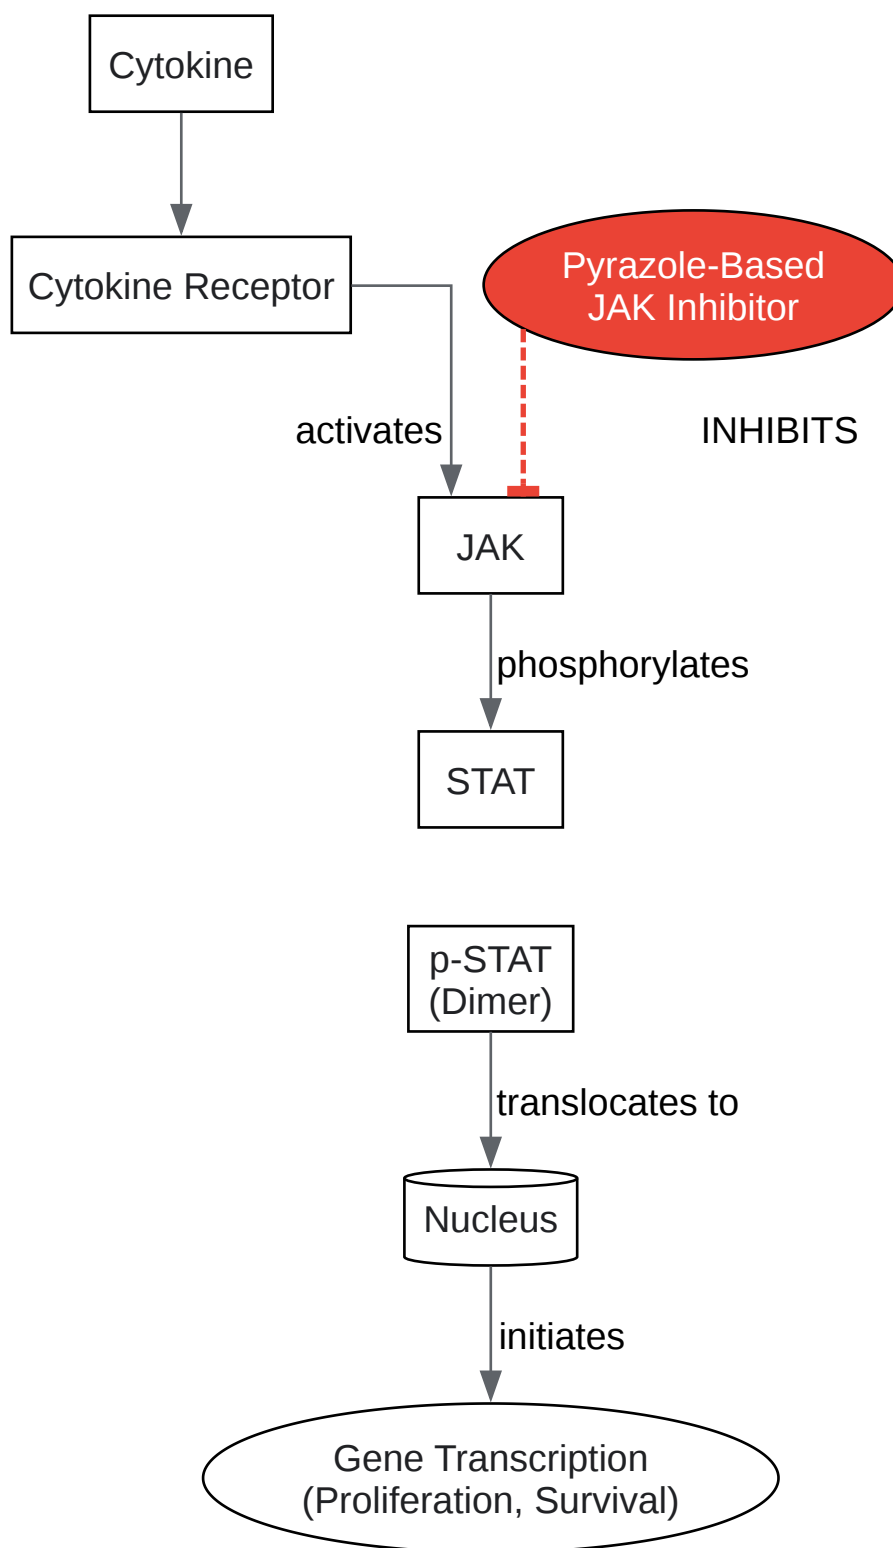 Cytokine
Cytokine Receptor
Pyrazole-Based
JAK Inhibitor
activates
INHIBITS
JAK
phosphorylates
STAT
p-STAT
(Dimer)
translocates to
Nucleus
initiates
Gene Transcription
(Proliferation, Survival)